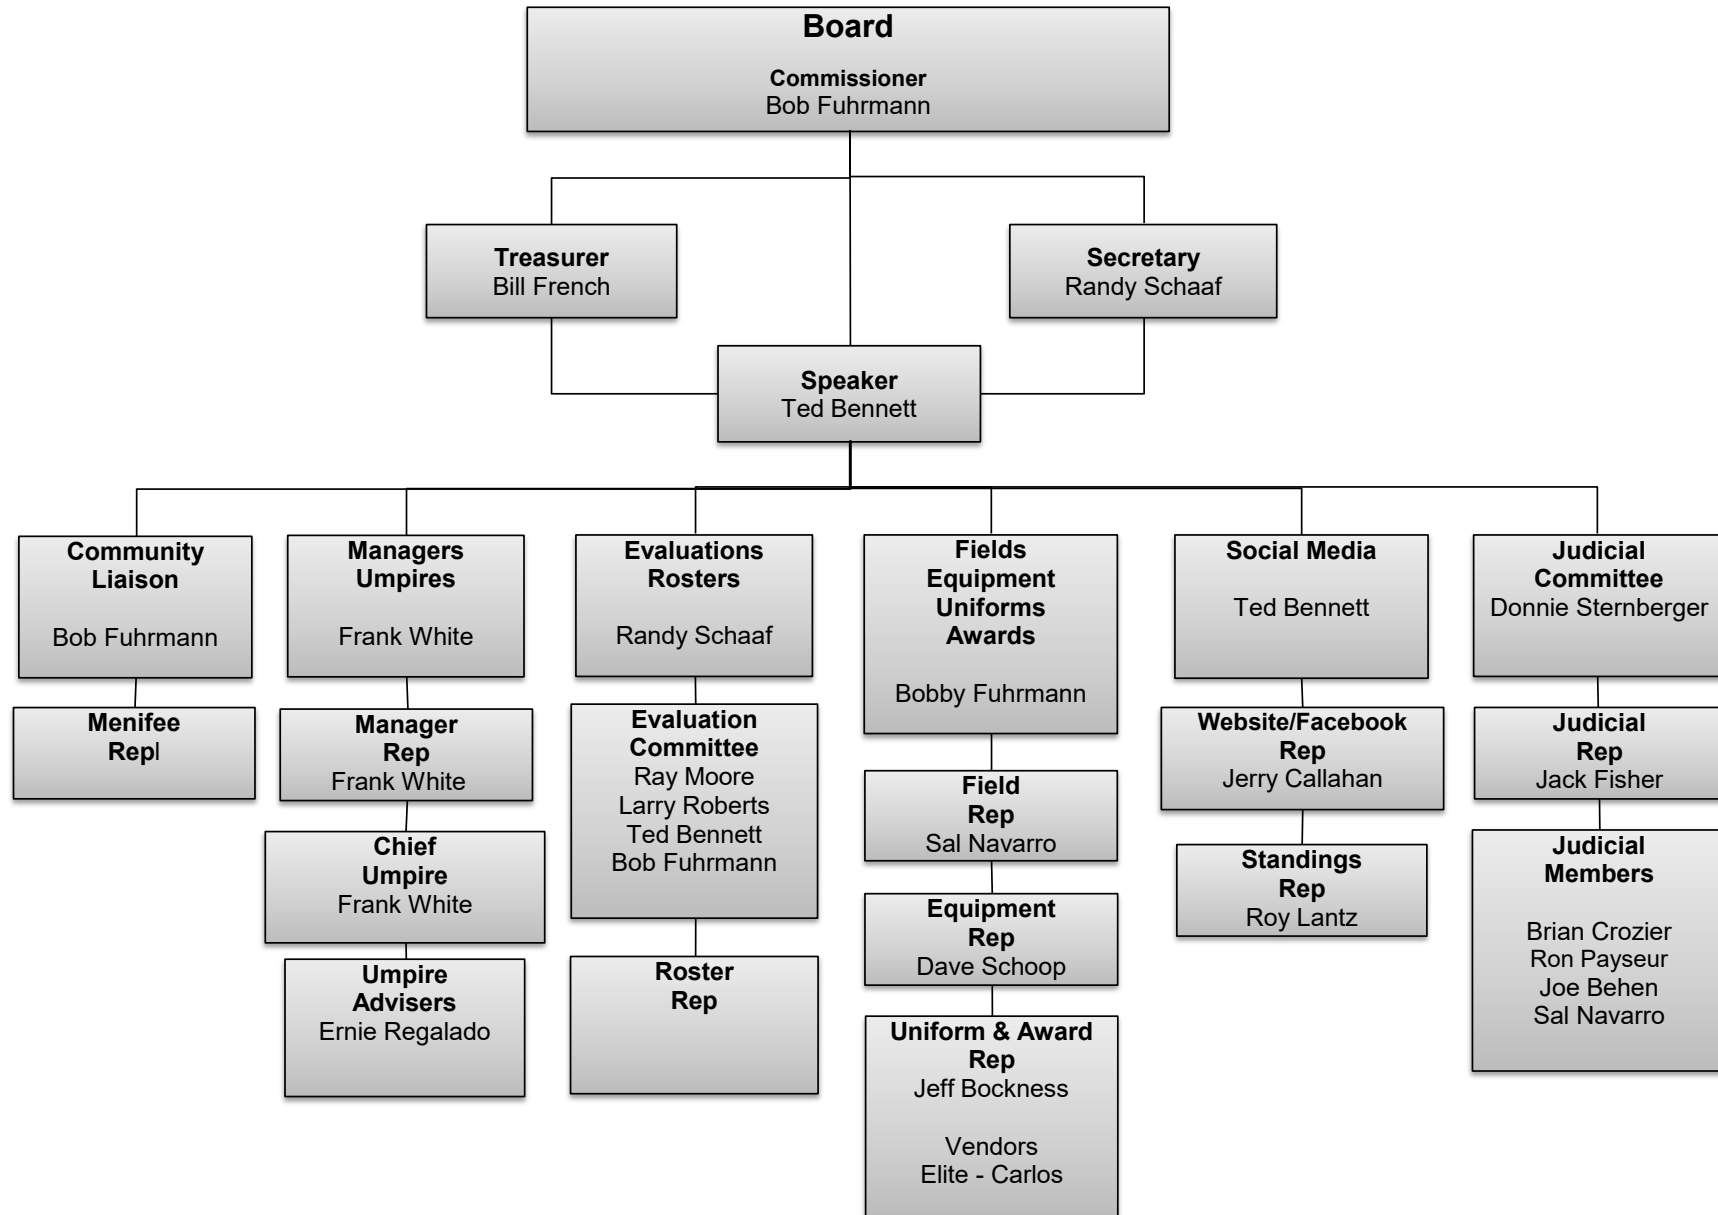 Board
Commissioner
Bob Fuhrmann
Treasurer
Bill French
Secretary
Randy Schaaf
Speaker
Ted Bennett
Community
Liaison
Bob Fuhrmann
Menifee
Repl
Managers
Umpires
Frank White
Manager
Rep
Frank White
Chief
Umpire
Frank White
Umpire
Advisers
Ernie Regalado
Evaluations
Rosters
Randy Schaaf
Evaluation
Committee
Ray Moore
Larry Roberts
Ted Bennett
Bob Fuhrmann
Roster
Rep
Fields
Equipment
Uniforms
Awards
Bobby Fuhrmann
Field
Rep
Sal Navarro
Equipment
Rep
Dave Schoop
Uniform & Award
Rep
Jeff Bockness
Vendors
Elite - Carlos
Social Media
Ted Bennett
Website/Facebook
Rep
Jerry Callahan
Standings
Rep
Roy Lantz
Judicial
Committee
Donnie Sternberger
Judicial
Rep
Jack Fisher
Judicial
Members
Brian Crozier
Ron Payseur
Joe Behen
Sal Navarro